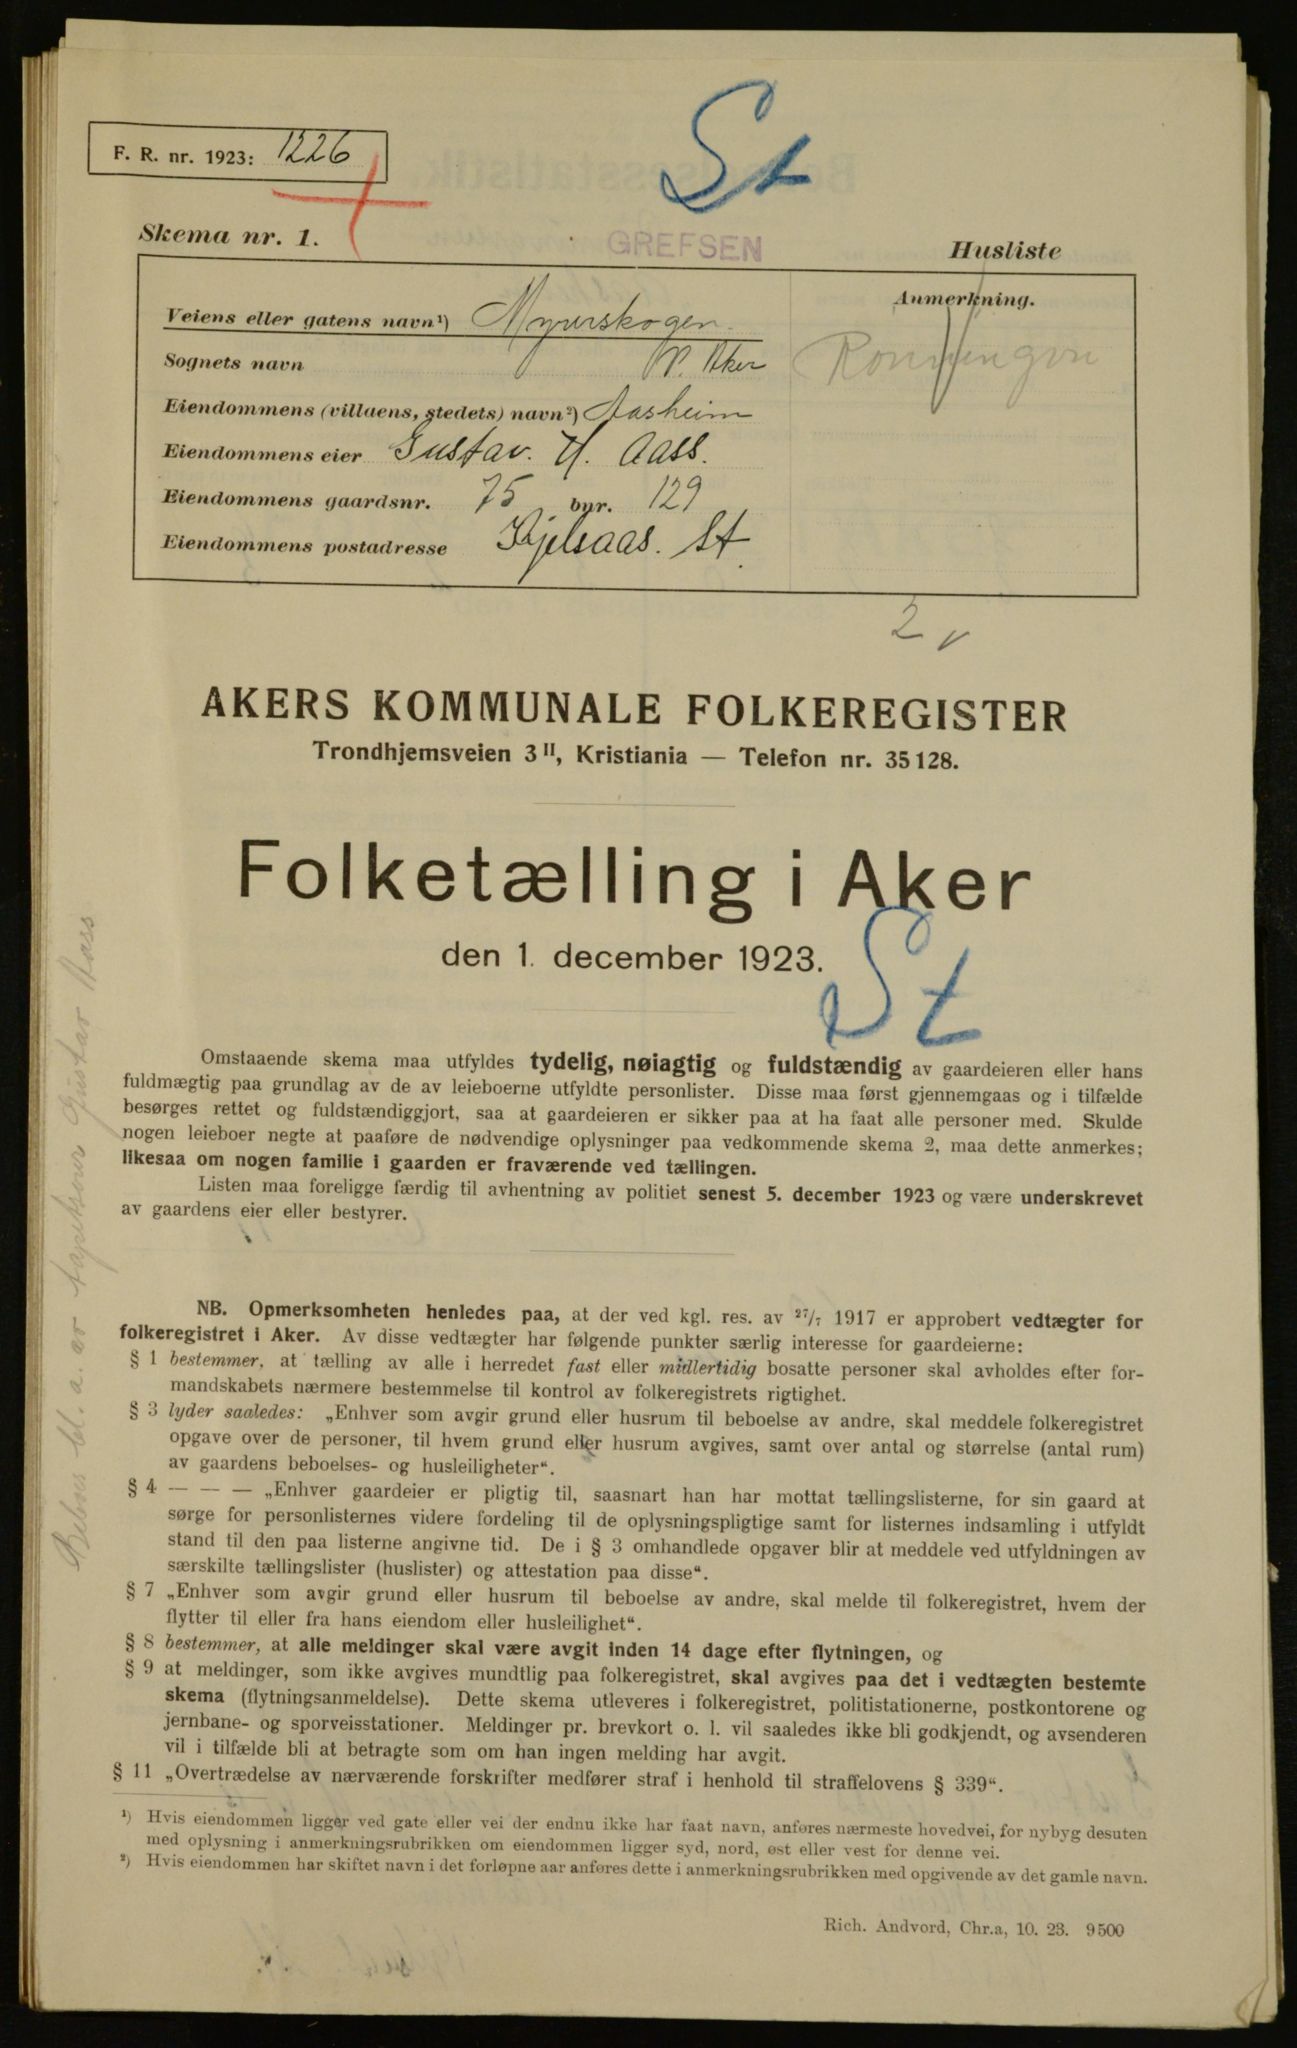 St
F. R. nr. 1923: 1226
Skema nr. 1.
GREFSEN
Husliste
Veiens eller gatens navn¹) Myrerskogen
Anmerkning.
Sognets navn V. Aker
Eiendommens (villaens, stedets) navn²) Aasheim
Eiendommens eier Gustav. H. Aass.
Eiendommens gaardsnr. 75 bnr. 129
Eiendommens postadresse Kjelsaas. St.
2 v
AKERS KOMMUNALE FOLKEREGISTER
Trondhjemsveien 3 II, Kristiania — Telefon nr. 35128.
Folketælling i Aker
den 1. december 1923.
St
Omstaaende skema maa utfyldes tydelig, nøiagtig og fuldstændig av gaardeieren eller hans
fuldmægtig paa grundlag av de av leieboerne utfyldte personlister. Disse maa først gjennemgaas og i tilfælde
besørges rettet og fuldstændiggjort, saa at gaardeieren er sikker paa at ha faat alle personer med. Skulde
nogen leieboer negte at paaføre de nødvendige oplysninger paa vedkommende skema 2, maa dette anmerkes;
likesaa om nogen familie i gaarden er fraværende ved tællingen.
Listen maa foreligge færdig til avhentning av politiet senest 5. december 1923 og være underskrevet
av gaardens eier eller bestyrer.
NB. Opmerksomheten henledes paa, at der ved kgl. res. av 27/7 1917 er approbert vedtægter for
folkeregistret i Aker. Av disse vedtægter har følgende punkter særlig interesse for gaardeierne:
§ 1 bestemmer, at tælling av alle i herredet fast eller midlertidig bosatte personer skal avholdes efter for-
mandskabets nærmere bestemmelse til kontrol av folkeregistrets rigtighet.
§ 3 lyder saaledes: „Enhver som avgir grund eller husrum til beboelse av andre, skal meddele folkeregistret
opgave over de personer, til hvem grund eller husrum avgives, samt over antal og størrelse (antal rum)
av gaardens beboelses- og husleiligheter“.
§ 4 — — — „Enhver gaardeier er pligtig til, saasnart han har mottat tællingslisterne, for sin gaard at
sørge for personlisternes videre fordeling til de oplysningspligtige samt for listernes indsamling i utfyldt
stand til den paa listerne angivne tid. De i § 3 omhandlede opgaver blir at meddele ved utfyldningen av
særskilte tællingslister (huslister) og attestation paa disse“.
§ 7 „Enhver som avgir grund eller husrum til beboelse av andre, skal melde til folkeregistret, hvem der
flytter til eller fra hans eiendom eller husleilighet“.
§ 8 bestemmer, at alle meldinger skal være avgit inden 14 dage efter flytningen, og
§ 9 at meldinger, som ikke avgives mundtlig paa folkeregistret, skal avgives paa det i vedtægten bestemte
skema (flytningsanmeldelse). Dette skema utleveres i folkeregistret, politistationerne, postkontorene og
jernbane- og sporveisstationer. Meldinger pr. brevkort o. l. vil saaledes ikke bli godkjendt, og avsenderen
vil i tilfælde bli at betragte som om han ingen melding har avgit.
§ 11 „Overtrædelse av nærværende forskrifter medfører straf i henhold til straffelovens § 339“.
¹) Hvis eiendommen ligger ved gate eller vei der endnu ikke har faat navn, anføres nærmeste hovedvei, for nybyg desuten
med oplysning i anmerkningsrubrikken om eiendommen ligger syd, nord, øst eller vest for denne vei.
²) Hvis eiendommen har skiftet navn i det forløpne aar anføres dette i anmerkningsrubrikken med opgivende av det gamle navn.
Rich. Andvord, Chr.a, 10. 23. 9500
Gustav Aass